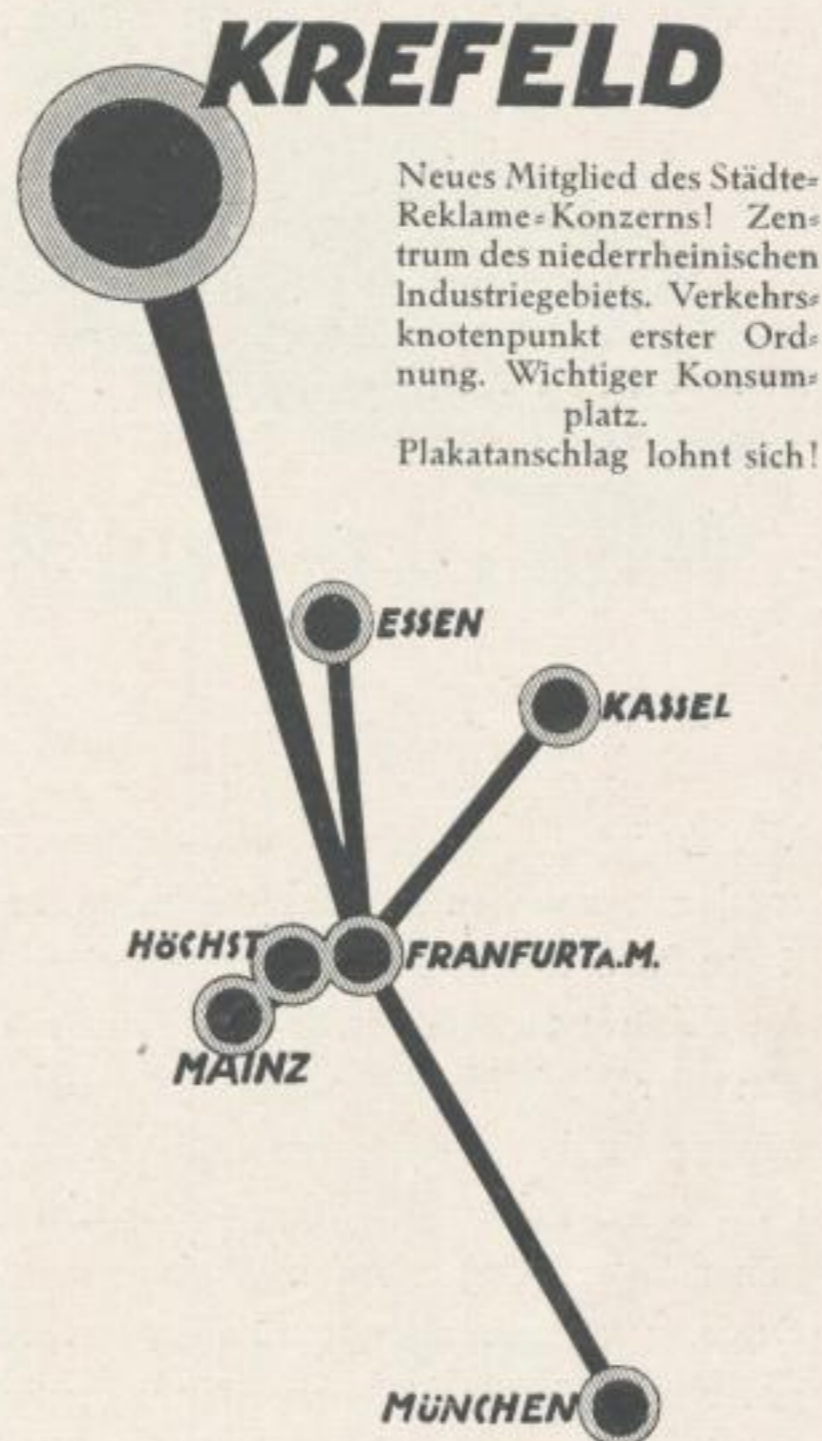 KREFELD
Neues Mitglied des Städte=
Reklame=Konzerns! Zen=
trum des niederrheinischen
Industriegebiets. Verkehrs=
knotenpunkt erster Ord=
nung. Wichtiger Konsum=
platz.
Plakatanschlag lohnt sich!
ESSEN
KASSEL
HÖCHST
FRANFURT A.M.
MAINZ
MÜNCHEN